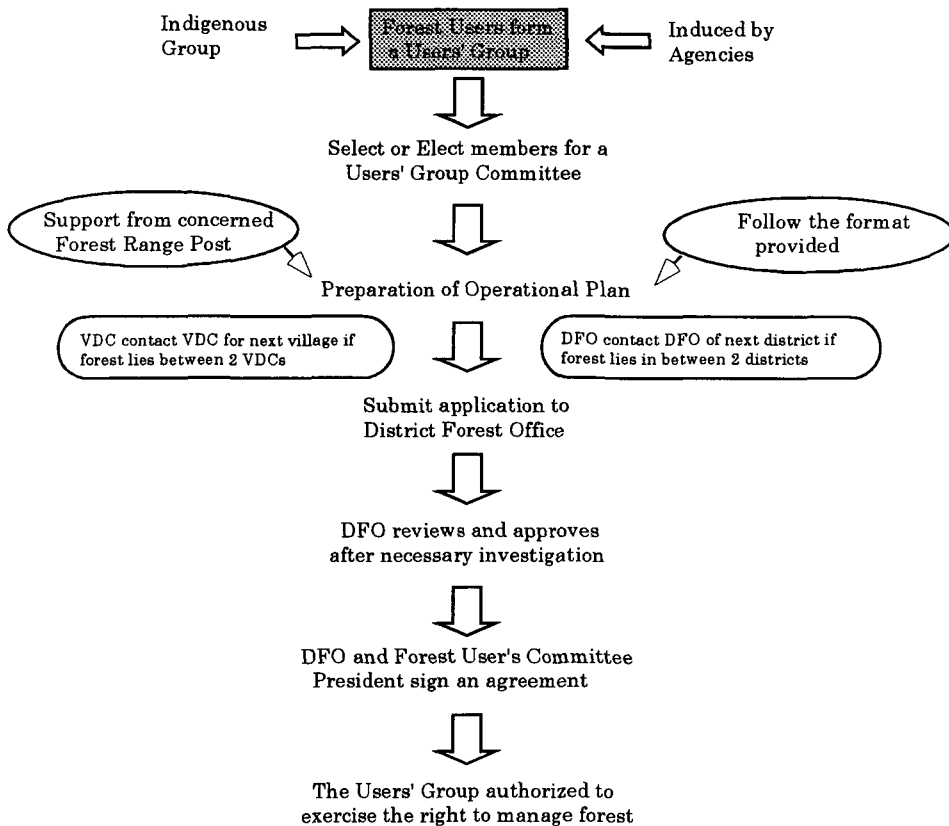 Indigenous
Group
Forest Users form
a Users' Group
Induced by
Agencies
Select or Elect members for a
Users' Group Committee
Support from concerned
Forest Range Post
Follow the format
provided
Preparation of Operational Plan
VDC contact VDC for next village if
forest lies between 2 VDCs
DFO contact DFO of next district if
forest lies in between 2 districts
Submit application to
District Forest Office
DFO reviews and approves
after necessary investigation
DFO and Forest User's Committee
President sign an agreement
The Users' Group authorized to
exercise the right to manage forest